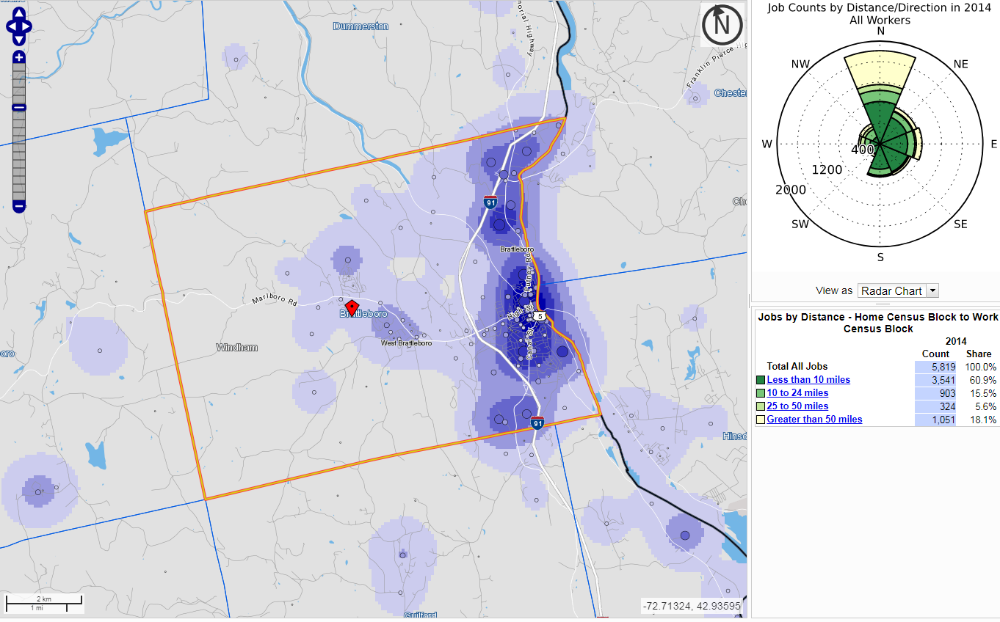 Dummerston
norial Highway
Franklin Pierce Hig
Chester
N
91
Che
Brattleboro
Putney Rd
Marlboro Rd
High St
5
Brattleboro
Canal St
West Brattleboro
Windham
oro
91
Hinsd
2 km
1 mi
Guilford
-72.71324, 42.93595
Job Counts by Distance/Direction in 2014
All Workers
N
NW
NE
W
400
E
1200
2000
SW
SE
S
View as Radar Chart
Jobs by Distance - Home Census Block to Work
Census Block
2014
Count Share
Total All Jobs 5,819 100.0%
Less than 10 miles 3,541 60.9%
10 to 24 miles 903 15.5%
25 to 50 miles 324 5.6%
Greater than 50 miles 1,051 18.1%